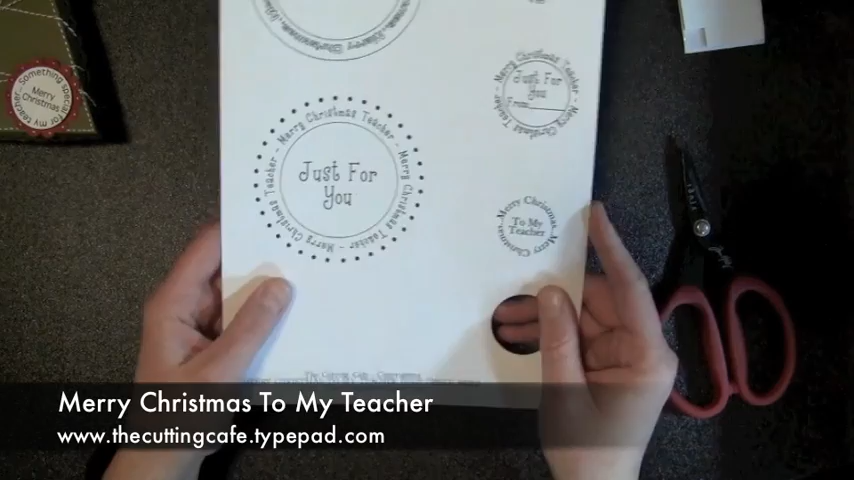 Merry Christmas Teacher - Merry Christmas Teacher - Merry Christmas Teacher -
Just For
You
Merry Christmas Teacher -
Just For
You
From
Merry Christmas...Merry Christmas...
To My
Teacher
Something special for my teacher...
Merry
Christmas
Merry Christmas To My Teacher
www.thecuttingcafe.typepad.com